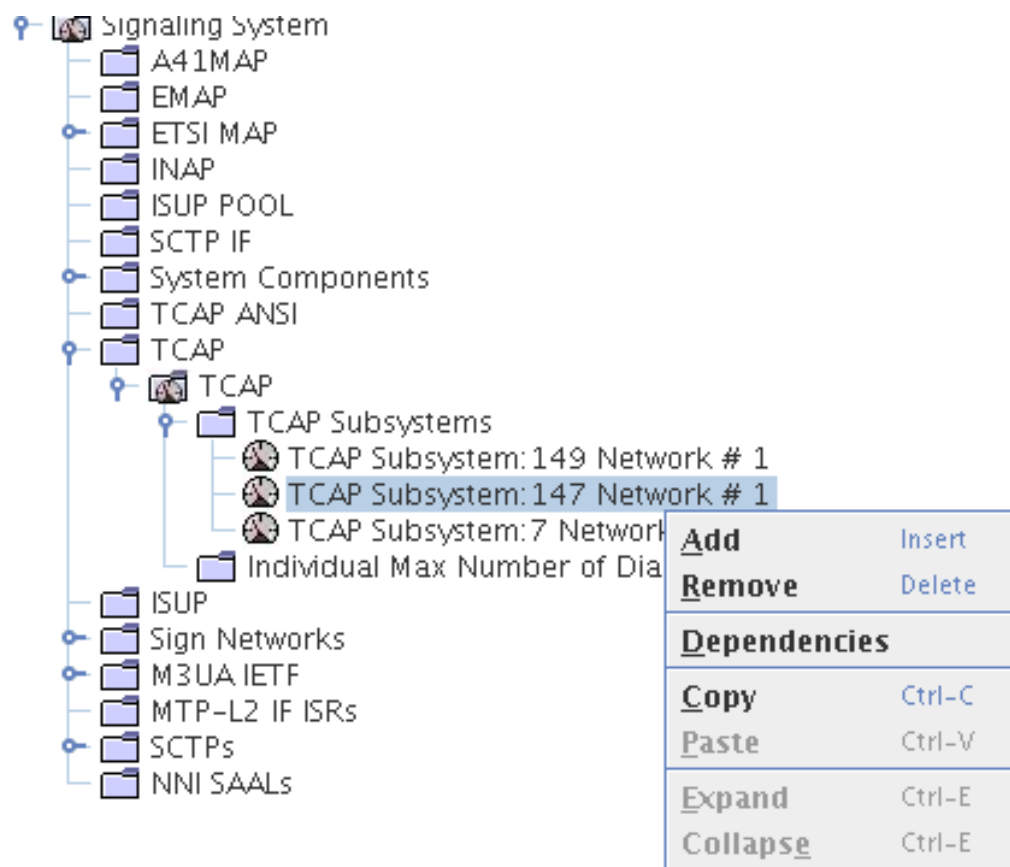 Signaling System
A41MAP
EMAP
ETSI MAP
INAP
ISUP POOL
SCTP IF
System Components
TCAP ANSI
TCAP
TCAP
TCAP Subsystems
TCAP Subsystem: 149 Network # 1
TCAP Subsystem: 147 Network # 1
TCAP Subsystem: 7 Network
Individual Max Number of Dia
ISUP
Sign Networks
M3UA IETF
MTP-L2 IF ISRs
SCTPs
NNI SAALs
Add Insert
Remove Delete
Dependencies
Copy Ctrl-C
Paste Ctrl-V
Expand Ctrl-E
Collapse Ctrl-E